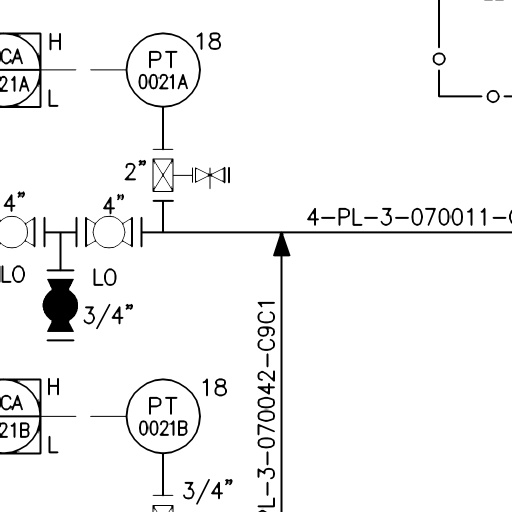 H
CA
PT
18
21A
0021A
L
2”
4”
4”
4-PL-3-070011-
LO
LO
3/4”
PL-3-070042-C9C1
H
CA
PT
18
21B
0021B
L
3/4”